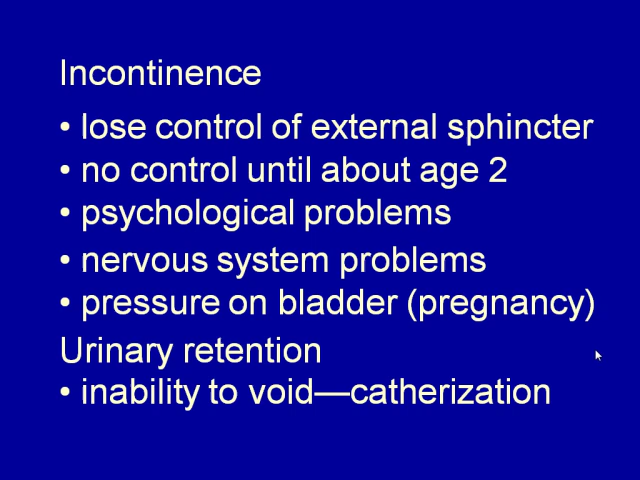 Incontinence
• lose control of external sphincter
• no control until about age 2
• psychological problems
• nervous system problems
• pressure on bladder (pregnancy)
Urinary retention
• inability to void—catherization